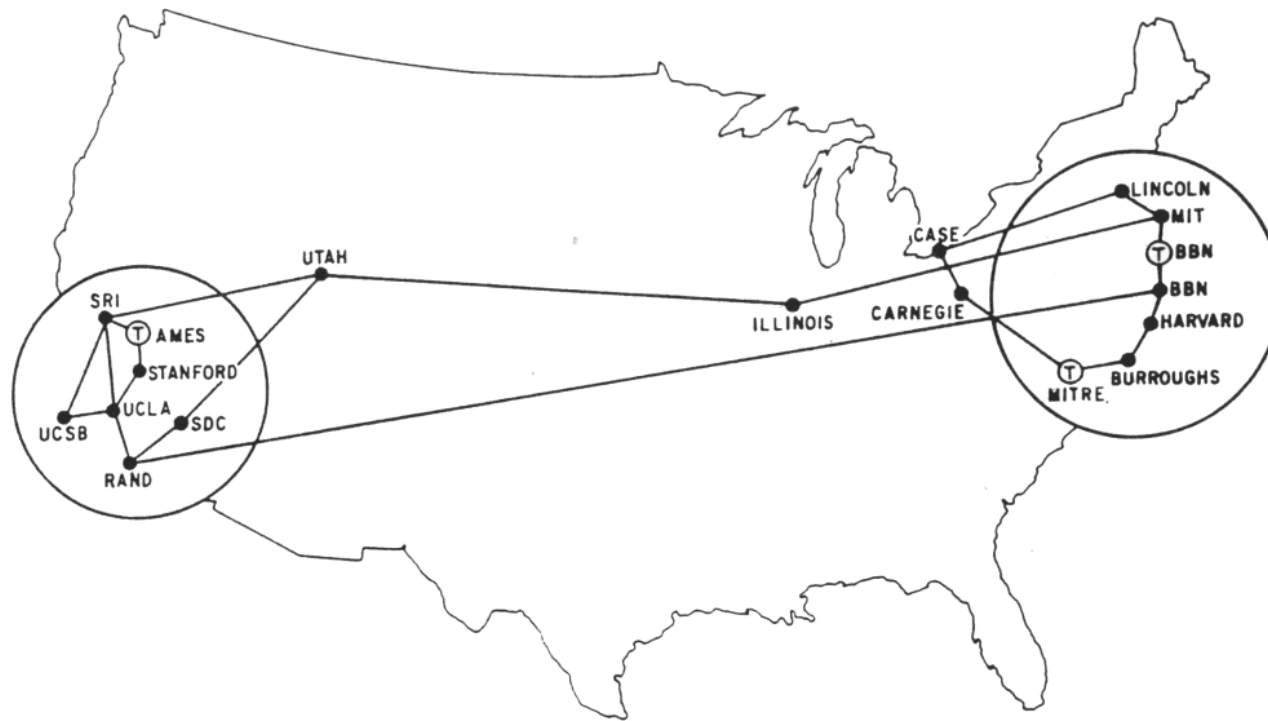 LINCOLN
MIT
CASE
UTAH
T BBN
SRI
BBN
ILLINOIS
CARNEGIE
HARVARD
T AMES
STANFORD
T
BURROUGHS
MITRE
UCLA
SDC
UCSB
RAND